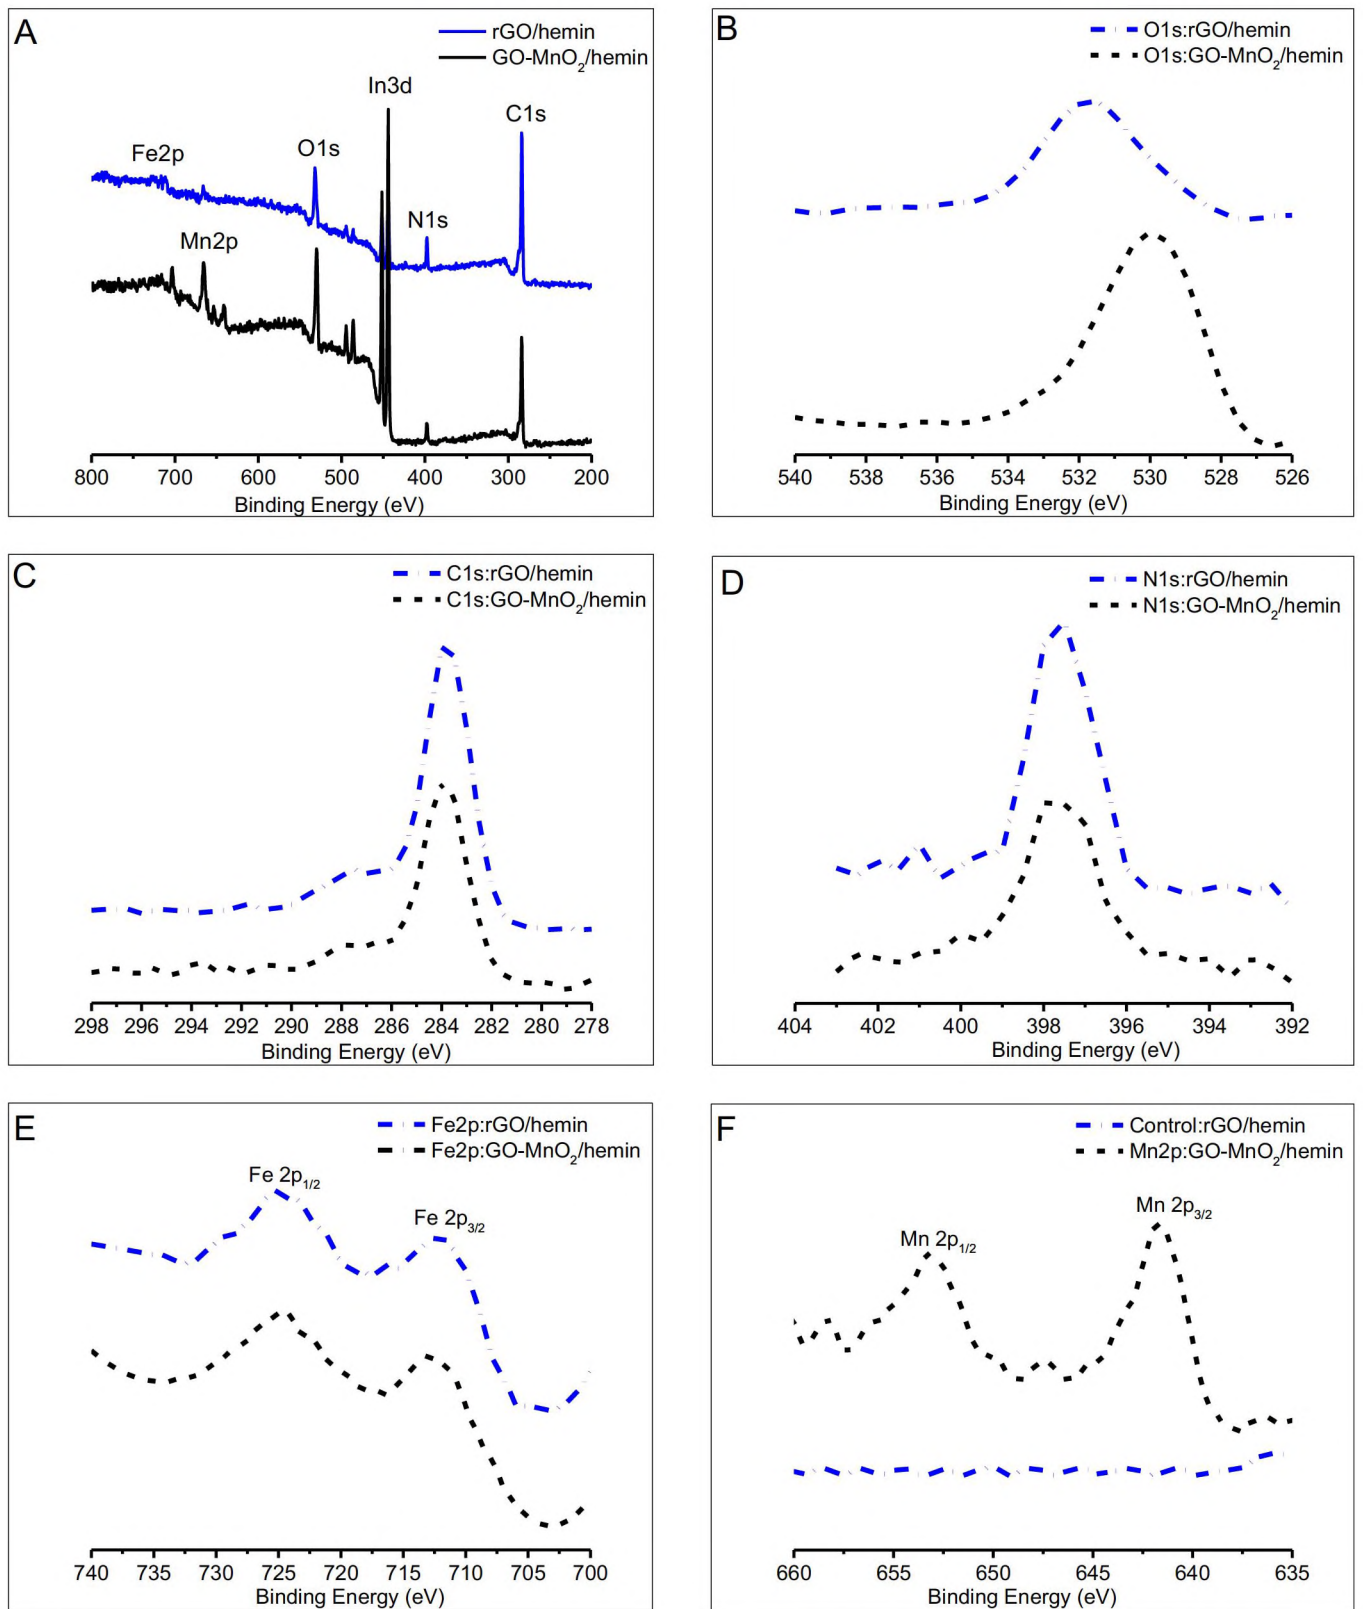 A
rGO/hemin
GO-MnO2/hemin
In3d
C1s
O1s
Fe2p
N1s
Mn2p
800 700 600 500 400 300 200
Binding Energy (eV)
B
O1s:rGO/hemin
O1s:GO-MnO2/hemin
540 538 536 534 532 530 528 526
Binding Energy (eV)
C
C1s:rGO/hemin
C1s:GO-MnO2/hemin
298 296 294 292 290 288 286 284 282 280 278
Binding Energy (eV)
D
N1s:rGO/hemin
N1s:GO-MnO2/hemin
404 402 400 398 396 394 392
Binding Energy (eV)
E
Fe2p:rGO/hemin
Fe2p:GO-MnO2/hemin
Fe 2p1/2
Fe 2p3/2
740 735 730 725 720 715 710 705 700
Binding Energy (eV)
F
Control:rGO/hemin
Mn2p:GO-MnO2/hemin
Mn 2p3/2
Mn 2p1/2
660 655 650 645 640 635
Binding Energy (eV)